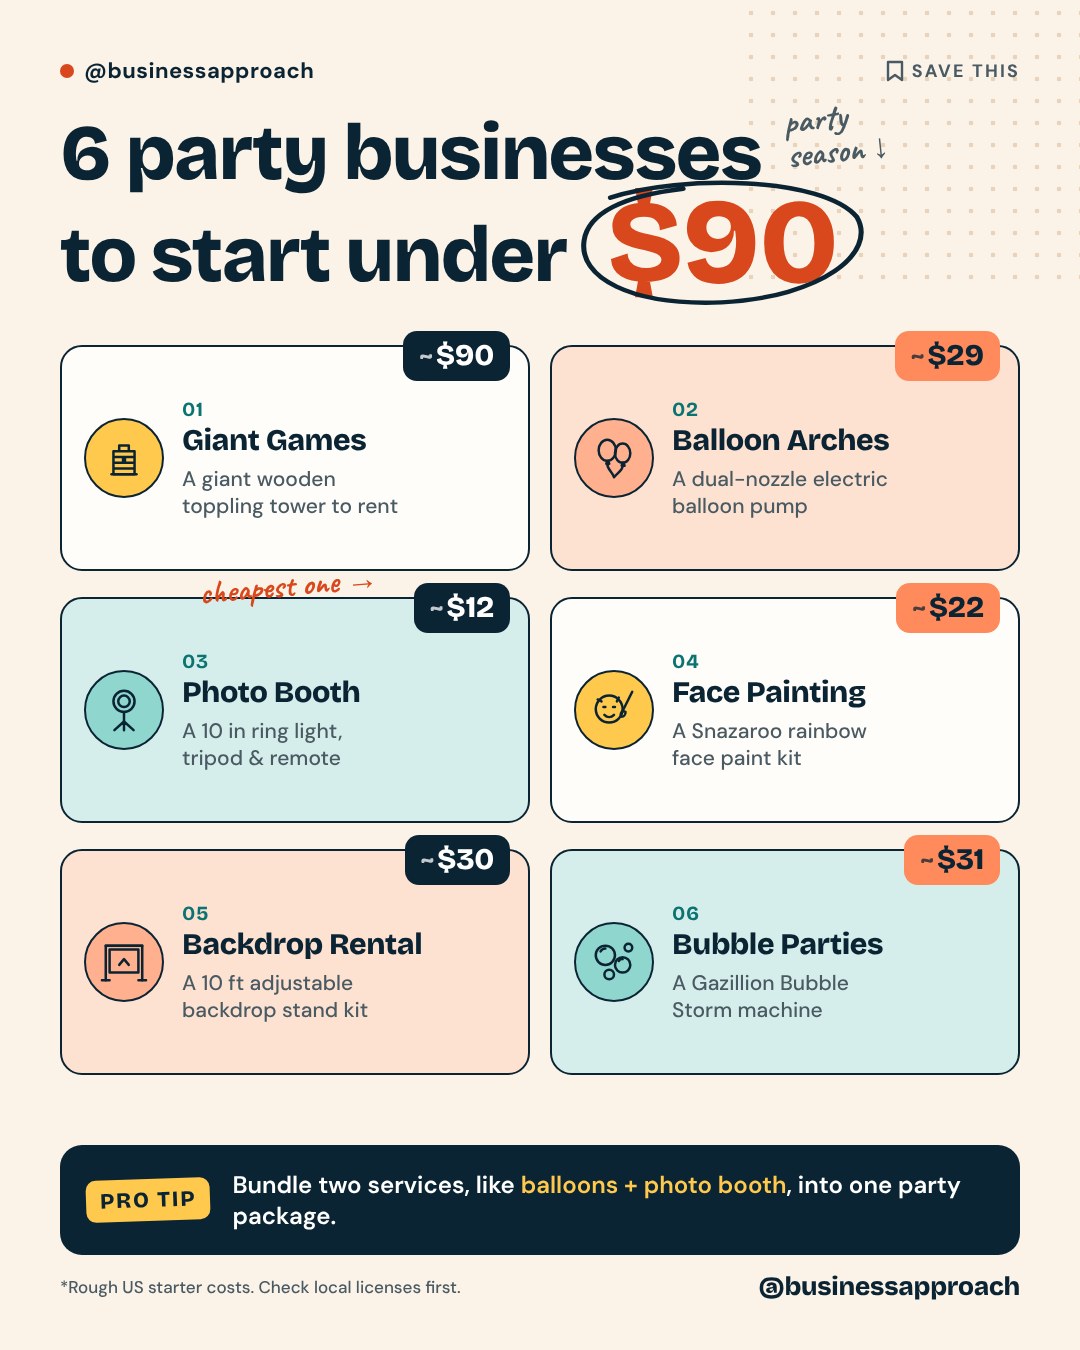 @businessapproach
SAVE THIS
6 party businesses
party
season ↓
to start under $90
~$90
01
Giant Games
A giant wooden
toppling tower to rent
~$29
02
Balloon Arches
A dual-nozzle electric
balloon pump
cheapest one →
~$12
03
Photo Booth
A 10 in ring light,
tripod & remote
~$22
04
Face Painting
A Snazaroo rainbow
face paint kit
~$30
05
Backdrop Rental
A 10 ft adjustable
backdrop stand kit
~$31
06
Bubble Parties
A Gazillion Bubble
Storm machine
PRO TIP
Bundle two services, like balloons + photo booth, into one party
package.
*Rough US starter costs. Check local licenses first.
@businessapproach